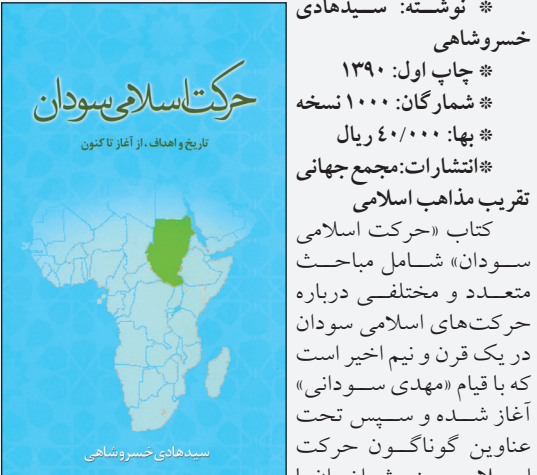 * نوشته: سیدهادی
خسروشاهی
* چاپ اول: ۱۳۹۰
* شمارگان: ۱۰۰۰ نسخه
* بها: ٤۰/۰۰۰ ریال
*انتشارات:مجمع جهانی
تقریب مذاهب اسلامی
کتاب «حرکت اسلامی
سودان» شامل مباحث
متعدد و مختلفی درباره
حرکت‌های اسلامی سودان
در یک قرن و نیم اخیر است
که با قیام «مهدی سودانی»
آغاز شده و سپس تحت
عناوین گوناگون حرکت
حرکت اسلامی سودان
تاریخ و اهداف، از آغاز تا کنون
سیدهادی خسروشاهی